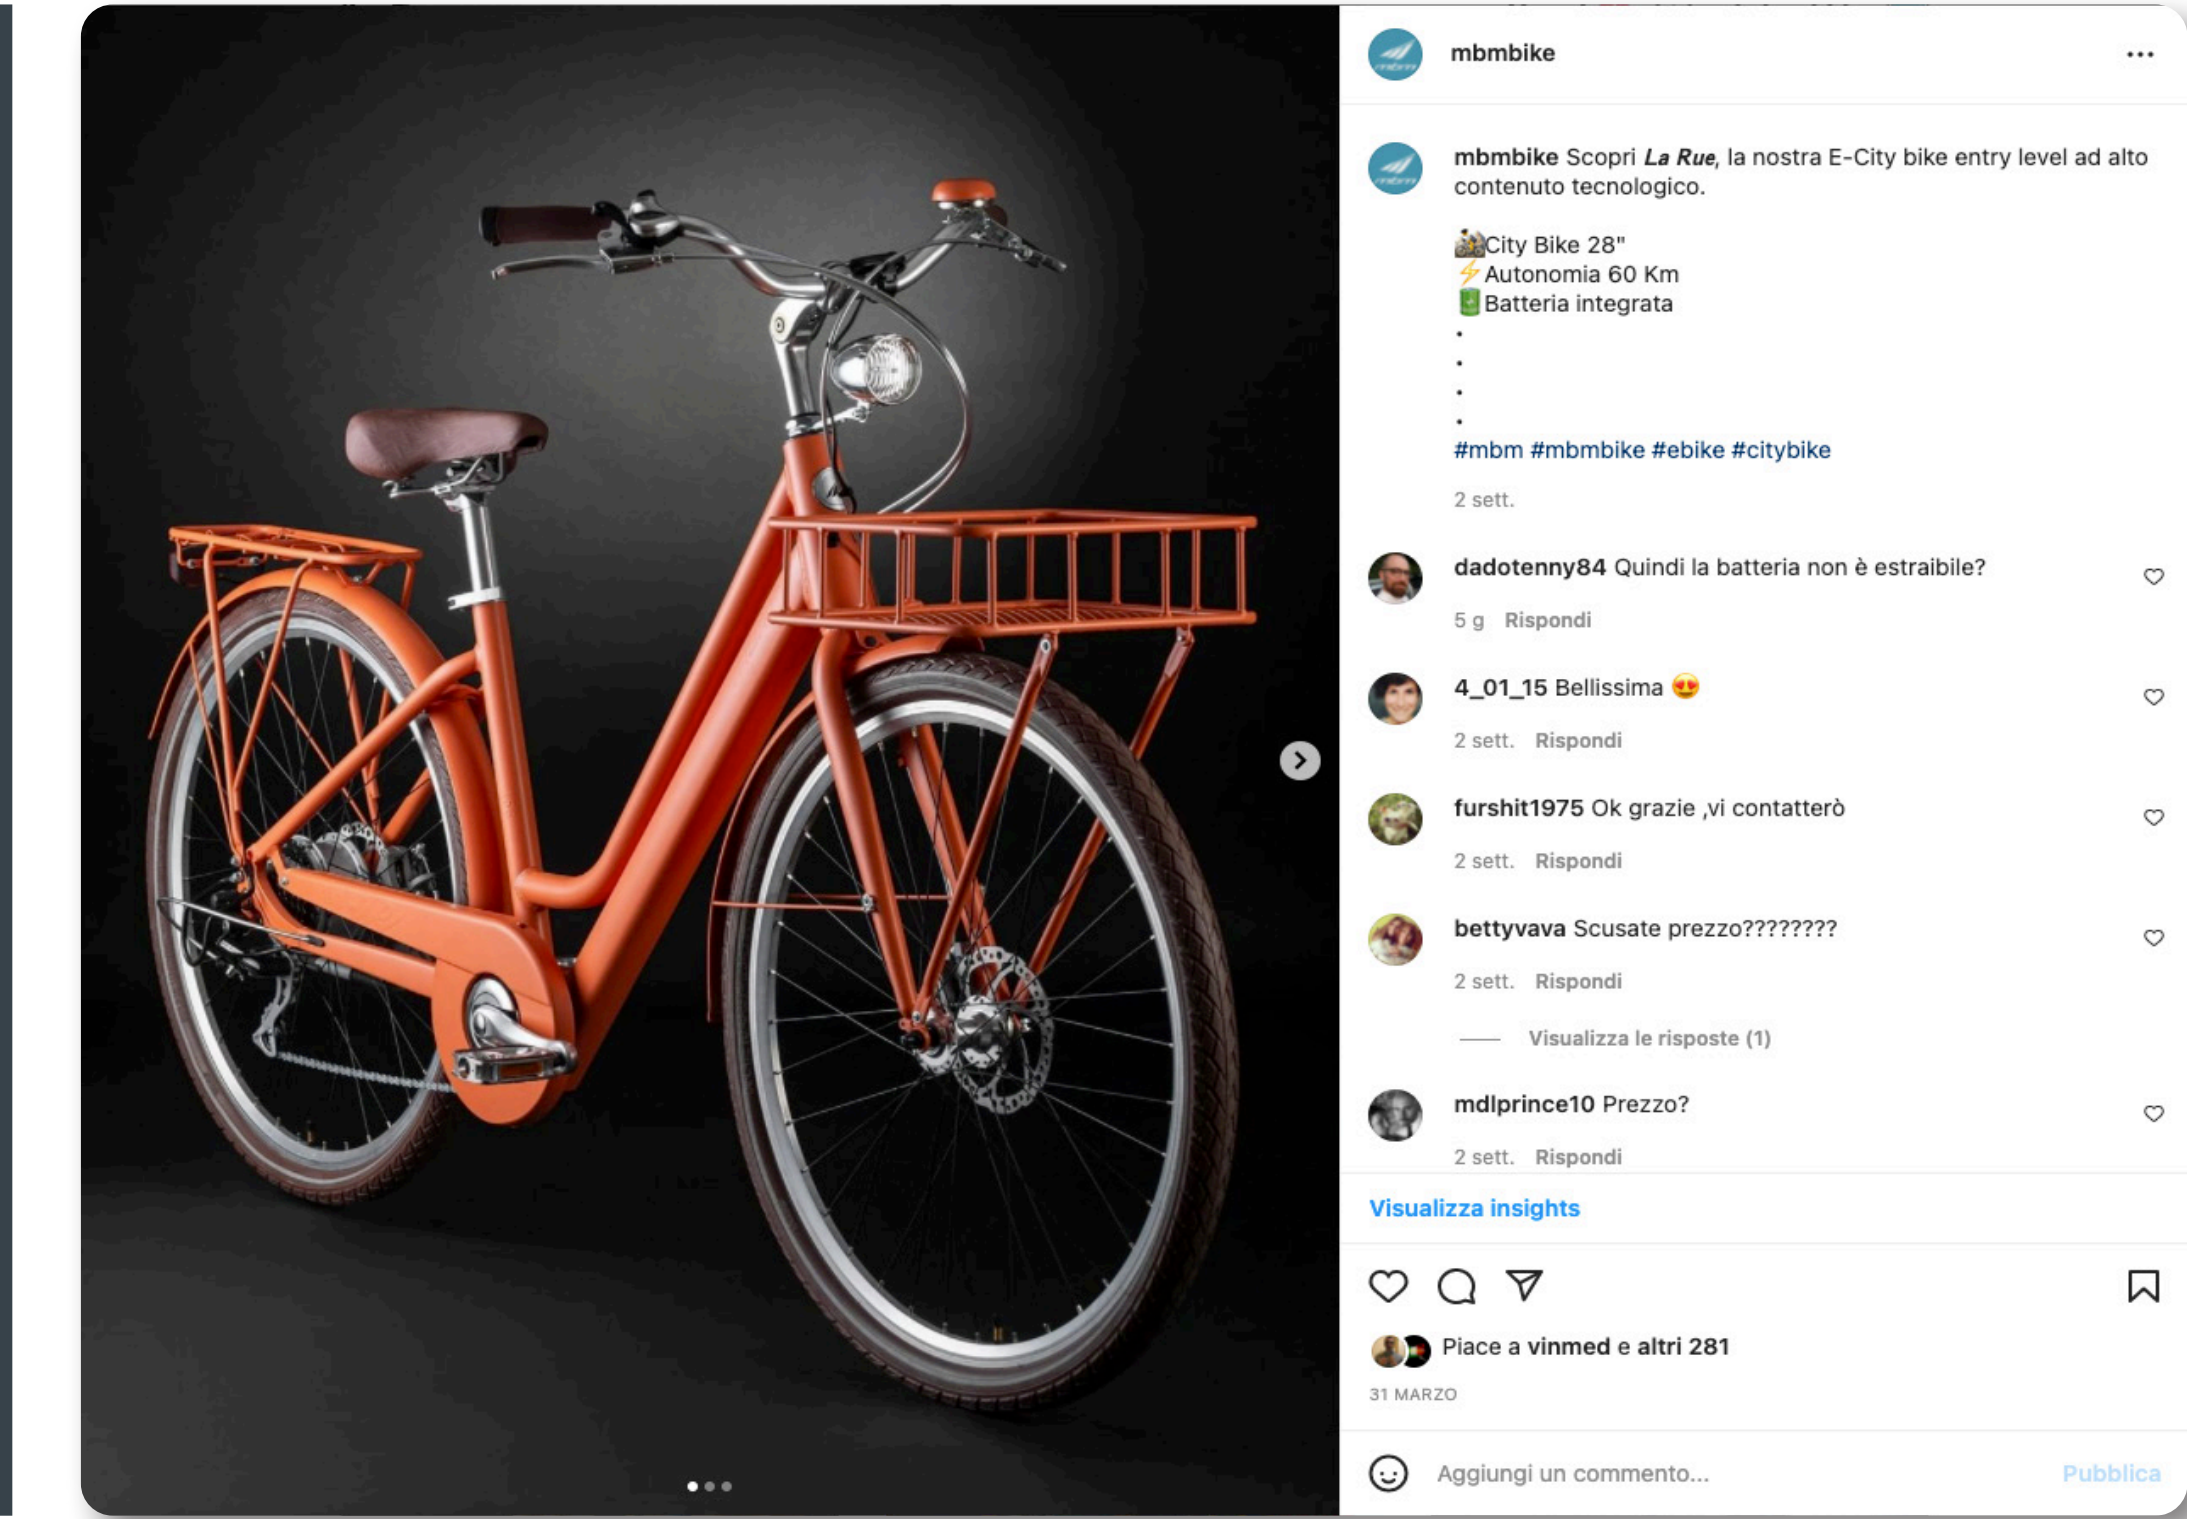 mbmbike
mbmbike Scopri La Rue, la nostra E-City bike entry level ad alto
contenuto tecnologico.
🚵City Bike 28"
⚡Autonomia 60 Km
🔋Batteria integrata
.
.
.
.
#mbm #mbmbike #ebike #citybike
2 sett.
dadotenny84 Quindi la batteria non è estraibile?
5 g Rispondi
4_01_15 Bellissima 😍
2 sett. Rispondi
furshit1975 Ok grazie ,vi contatterò
2 sett. Rispondi
bettyvava Scusate prezzo????????
2 sett. Rispondi
Visualizza le risposte (1)
mdlprince10 Prezzo?
2 sett. Rispondi
Visualizza insights
Piace a vinmed e altri 281
31 MARZO
Aggiungi un commento...
Pubblica